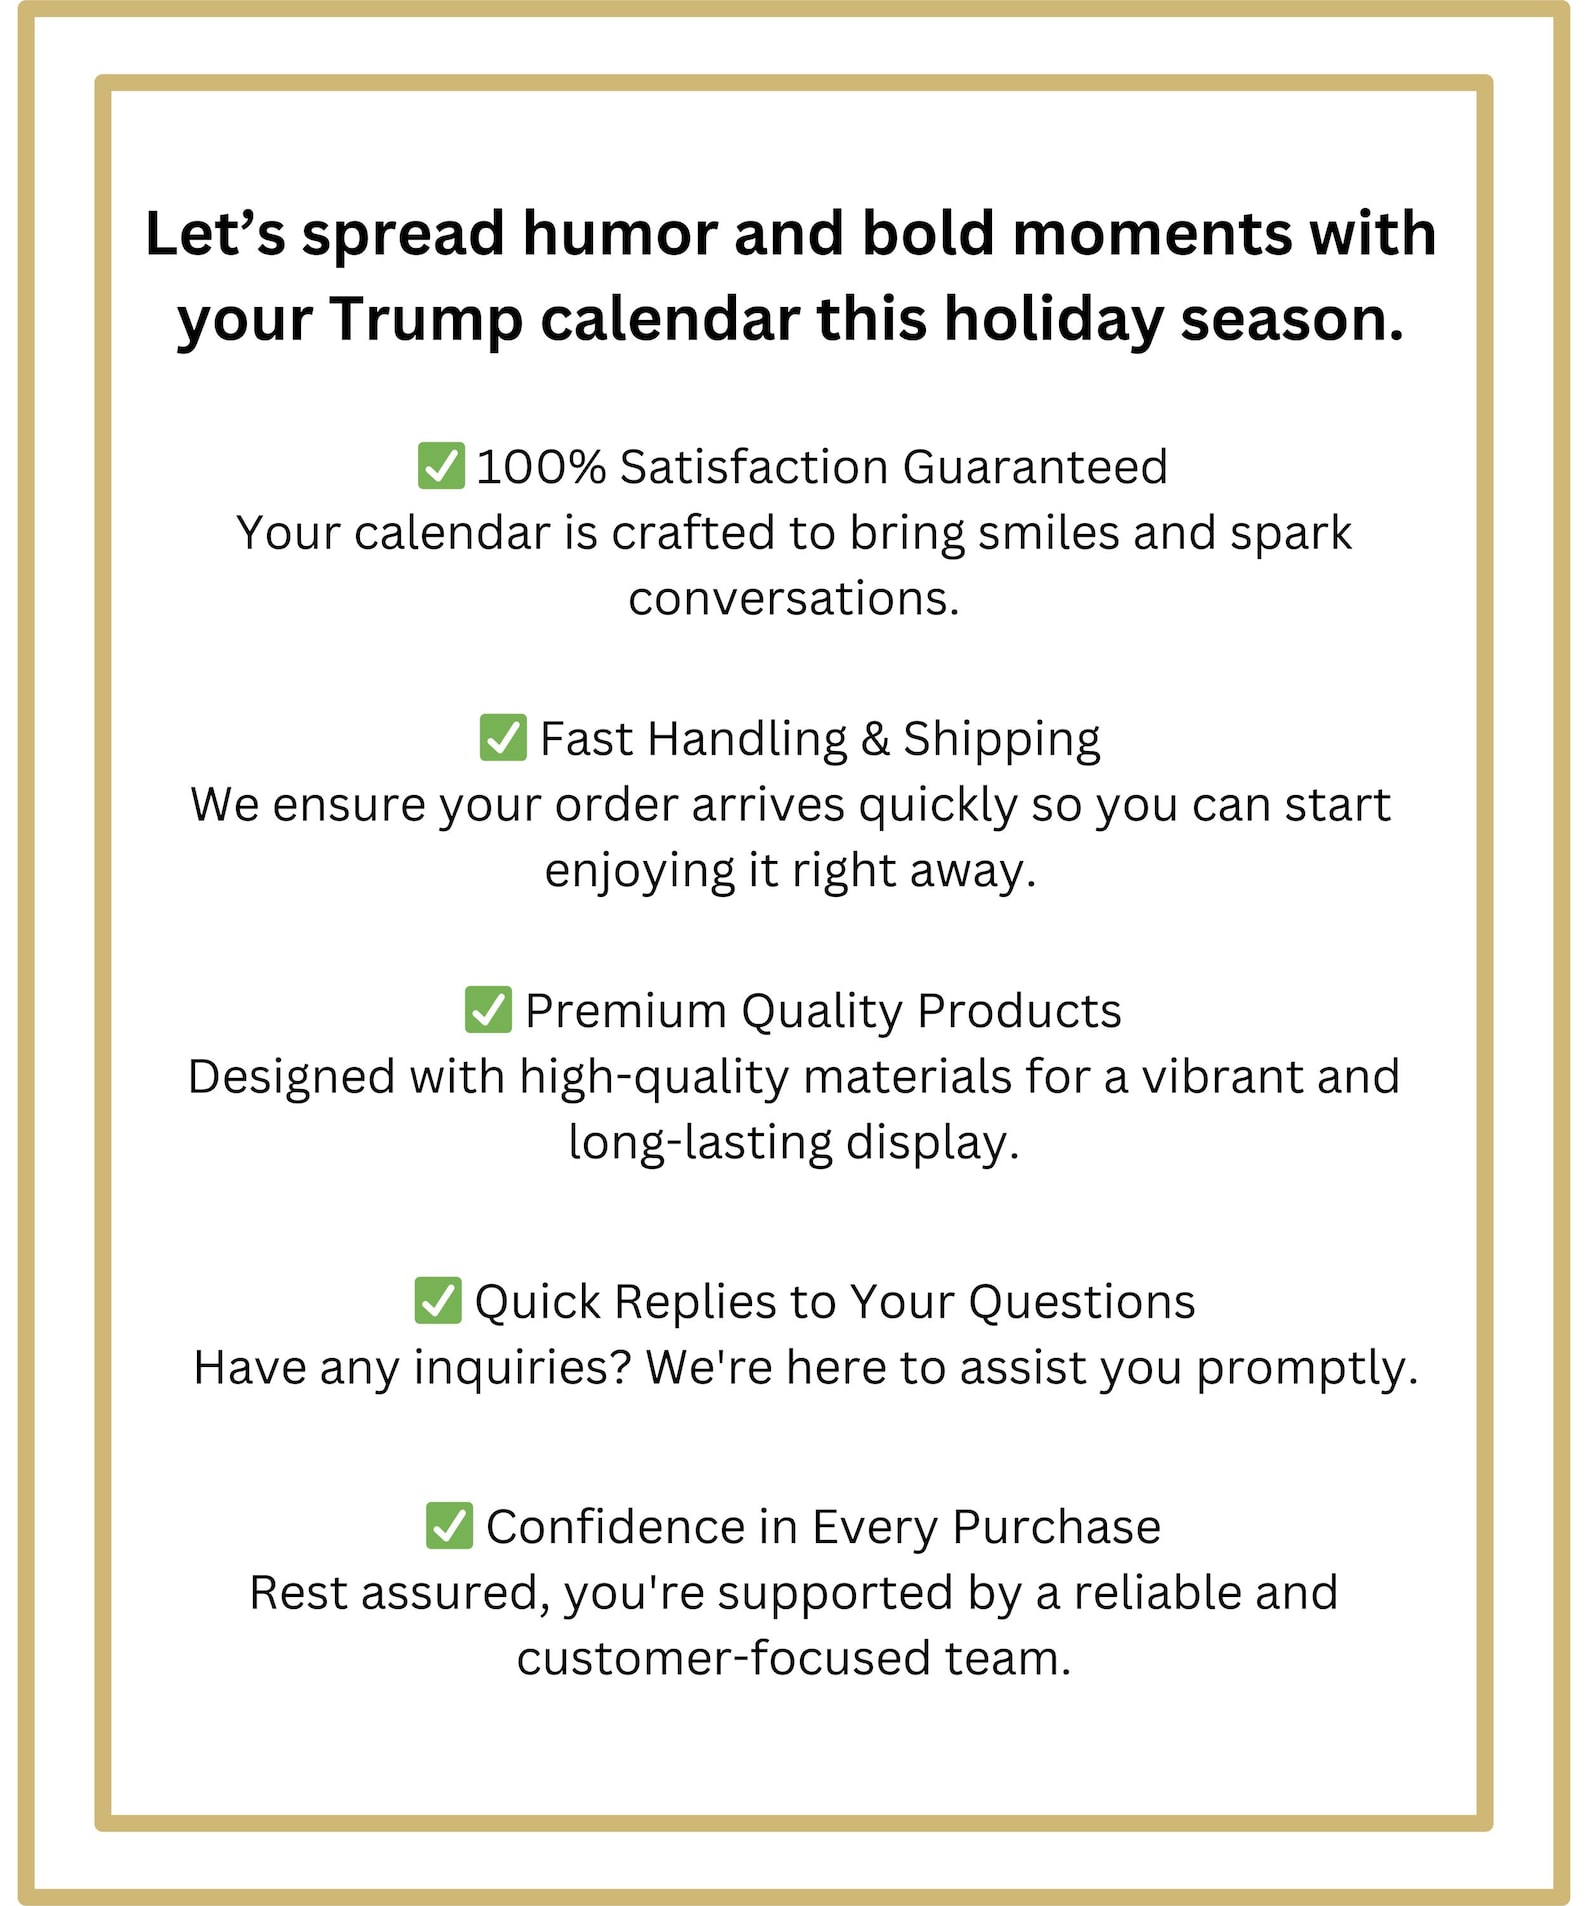 Let’s spread humor and bold moments with
your Trump calendar this holiday season.
✅ 100% Satisfaction Guaranteed
Your calendar is crafted to bring smiles and spark
conversations.
✅ Fast Handling & Shipping
We ensure your order arrives quickly so you can start
enjoying it right away.
✅ Premium Quality Products
Designed with high-quality materials for a vibrant and
long-lasting display.
✅ Quick Replies to Your Questions
Have any inquiries? We're here to assist you promptly.
✅ Confidence in Every Purchase
Rest assured, you're supported by a reliable and
customer-focused team.